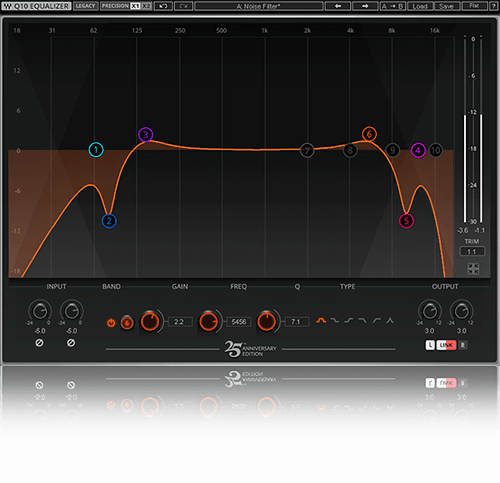 W Q10 EQUALIZER LEGACY PRECISION X1 X2 A: Noise Filter* A → B Load Save Flat ?
18 31 62 125 250 500 1k 2k 4k 8k 16k
12 0
6 -6
0 -12
-6 -18
-12 -24
-18 -30
1 2 3 4 5 6 7 8 9 10
-3.6 -1.1
TRIM
1.1
INPUT BAND GAIN FREQ Q TYPE OUTPUT
6 2.2 5456 7.1
-24 0 -24 0 -24 12 -24 12
-5.0 -5.0 3.0 3.0
25TH ANNIVERSARY EDITION
L LINK R